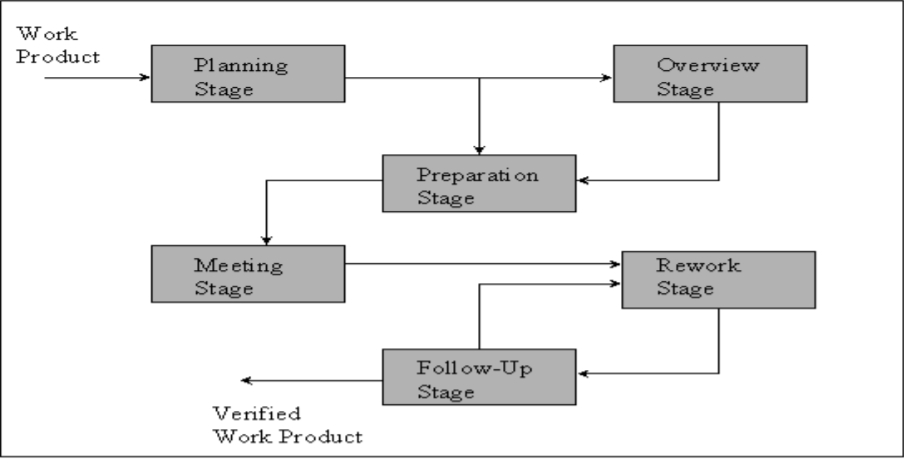 Work
Product
Planning
Stage
Overview
Stage
Preparation
Stage
Meeting
Stage
Rework
Stage
Follow-Up
Stage
Verified
Work Product